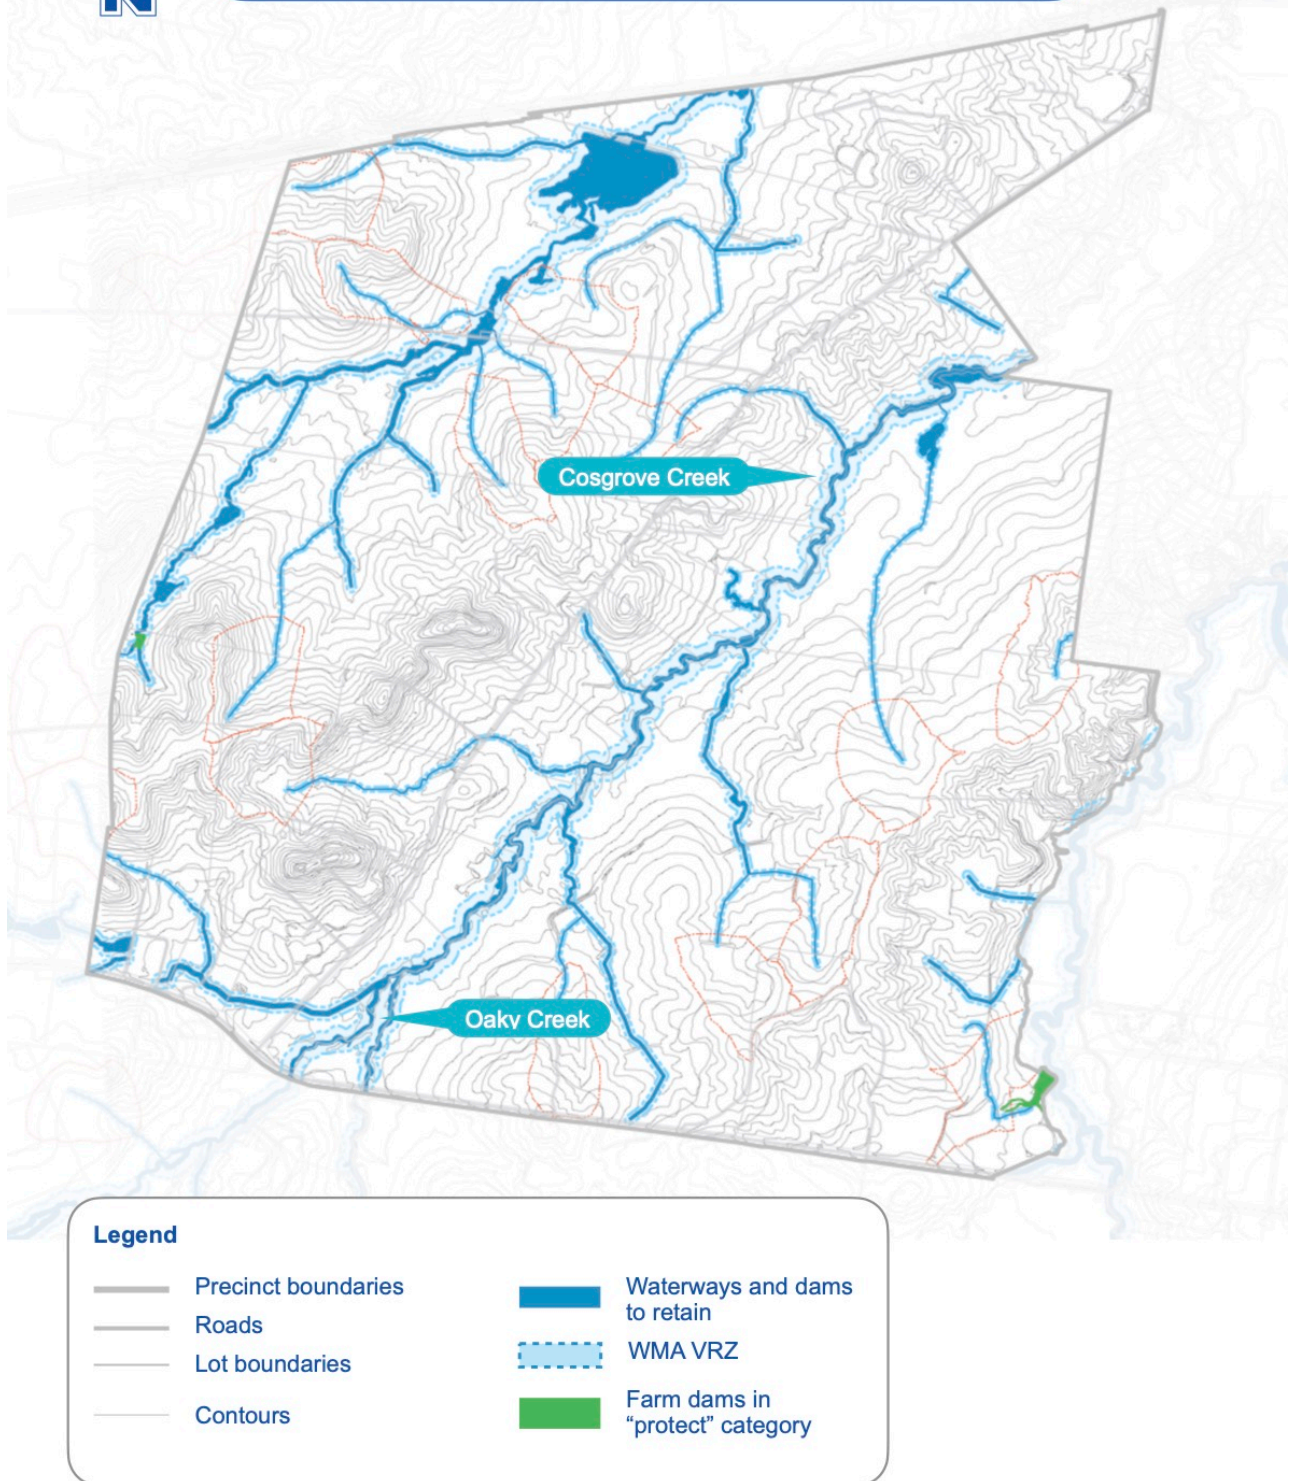 N
Cosgrove Creek
Oaky Creek
Legend
Precinct boundaries
Roads
Lot boundaries
Contours
Waterways and dams
to retain
WMA VRZ
Farm dams in
“protect” category